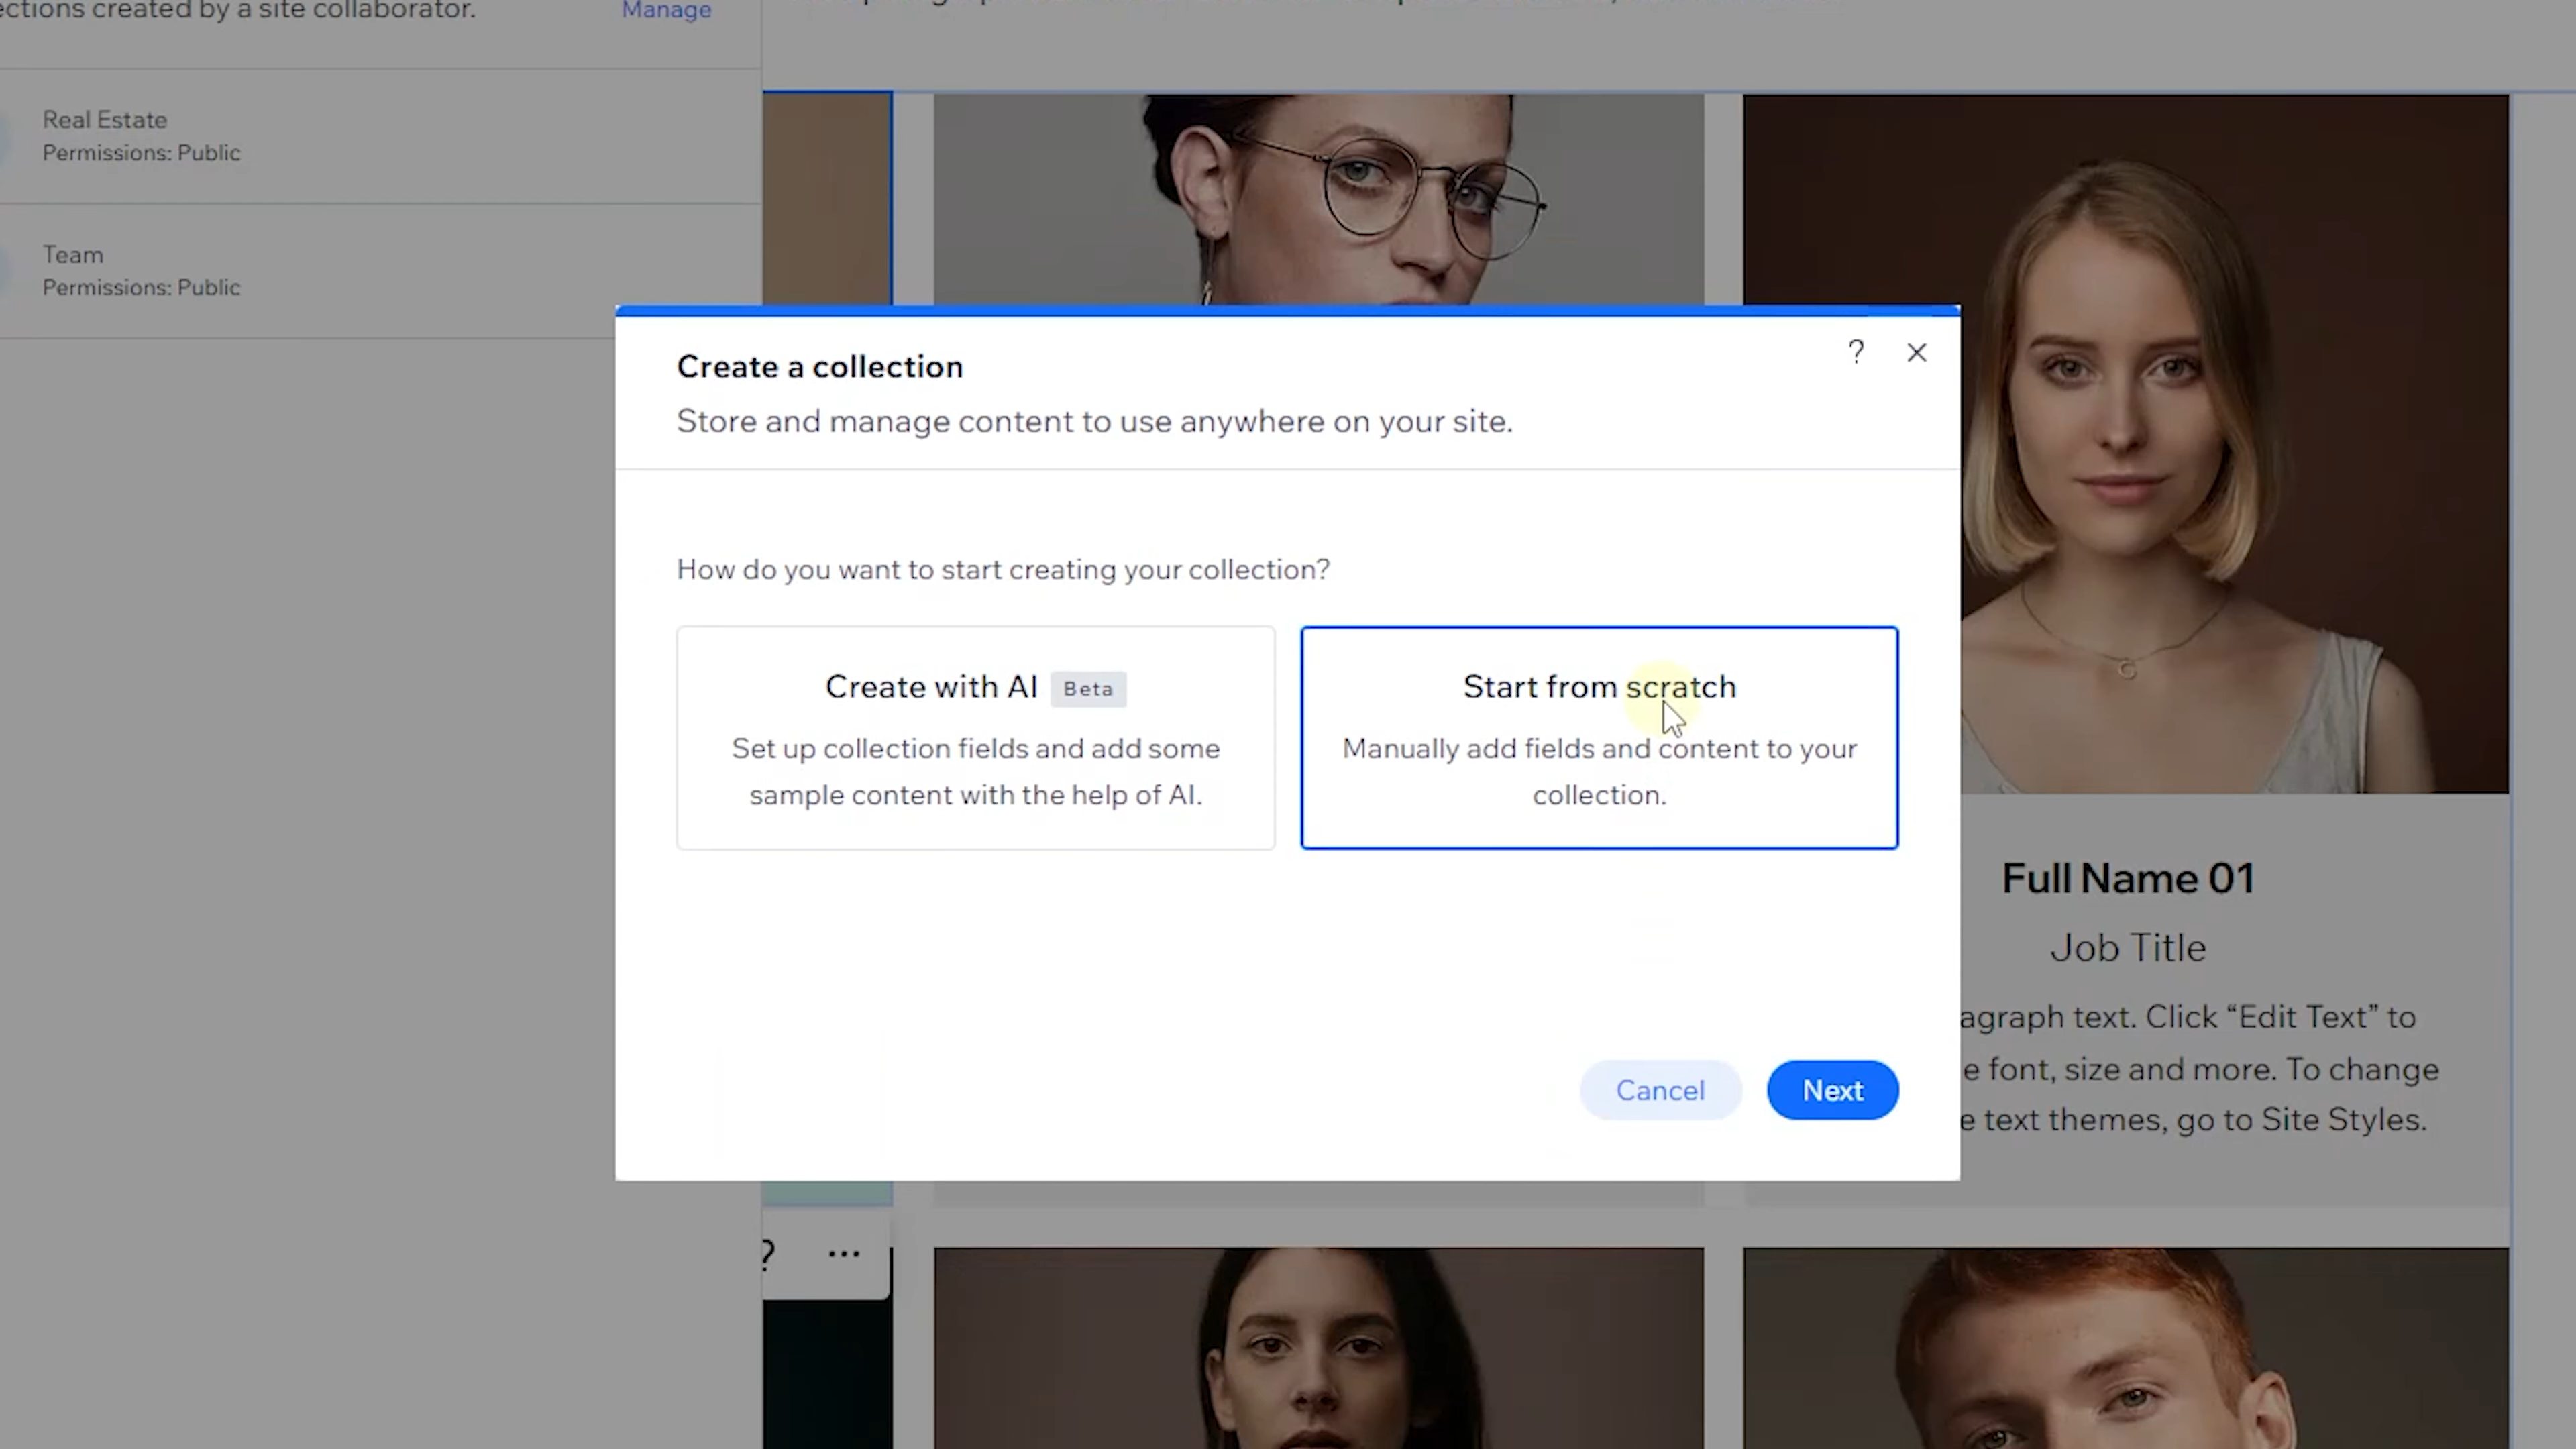 ctions created by a site collaborator.
Manage
Real Estate
Permissions: Public
Team
Permissions: Public
Create a collection
?
Store and manage content to use anywhere on your site.
How do you want to start creating your collection?
Create with AI Beta
Set up collection fields and add some
sample content with the help of AI.
Start from scratch
Manually add fields and content to your
collection.
Cancel
Next
Full Name 01
Job Title
agraph text. Click “Edit Text” to
e font, size and more. To change
e text themes, go to Site Styles.
?